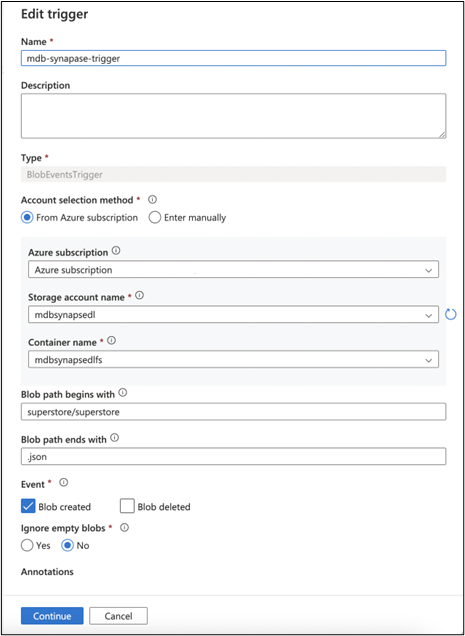 Edit trigger
Name *
mdb-synapase-trigger
Description
Type *
BlobEventsTrigger
Account selection method *
From Azure subscription Enter manually
Azure subscription
Azure subscription
Storage account name *
mdbsynapsedl
Container name *
mdbsynapsedlfs
Blob path begins with
superstore/superstore
Blob path ends with
.json
Event *
Blob created Blob deleted
Ignore empty blobs *
Yes No
Annotations
Continue Cancel